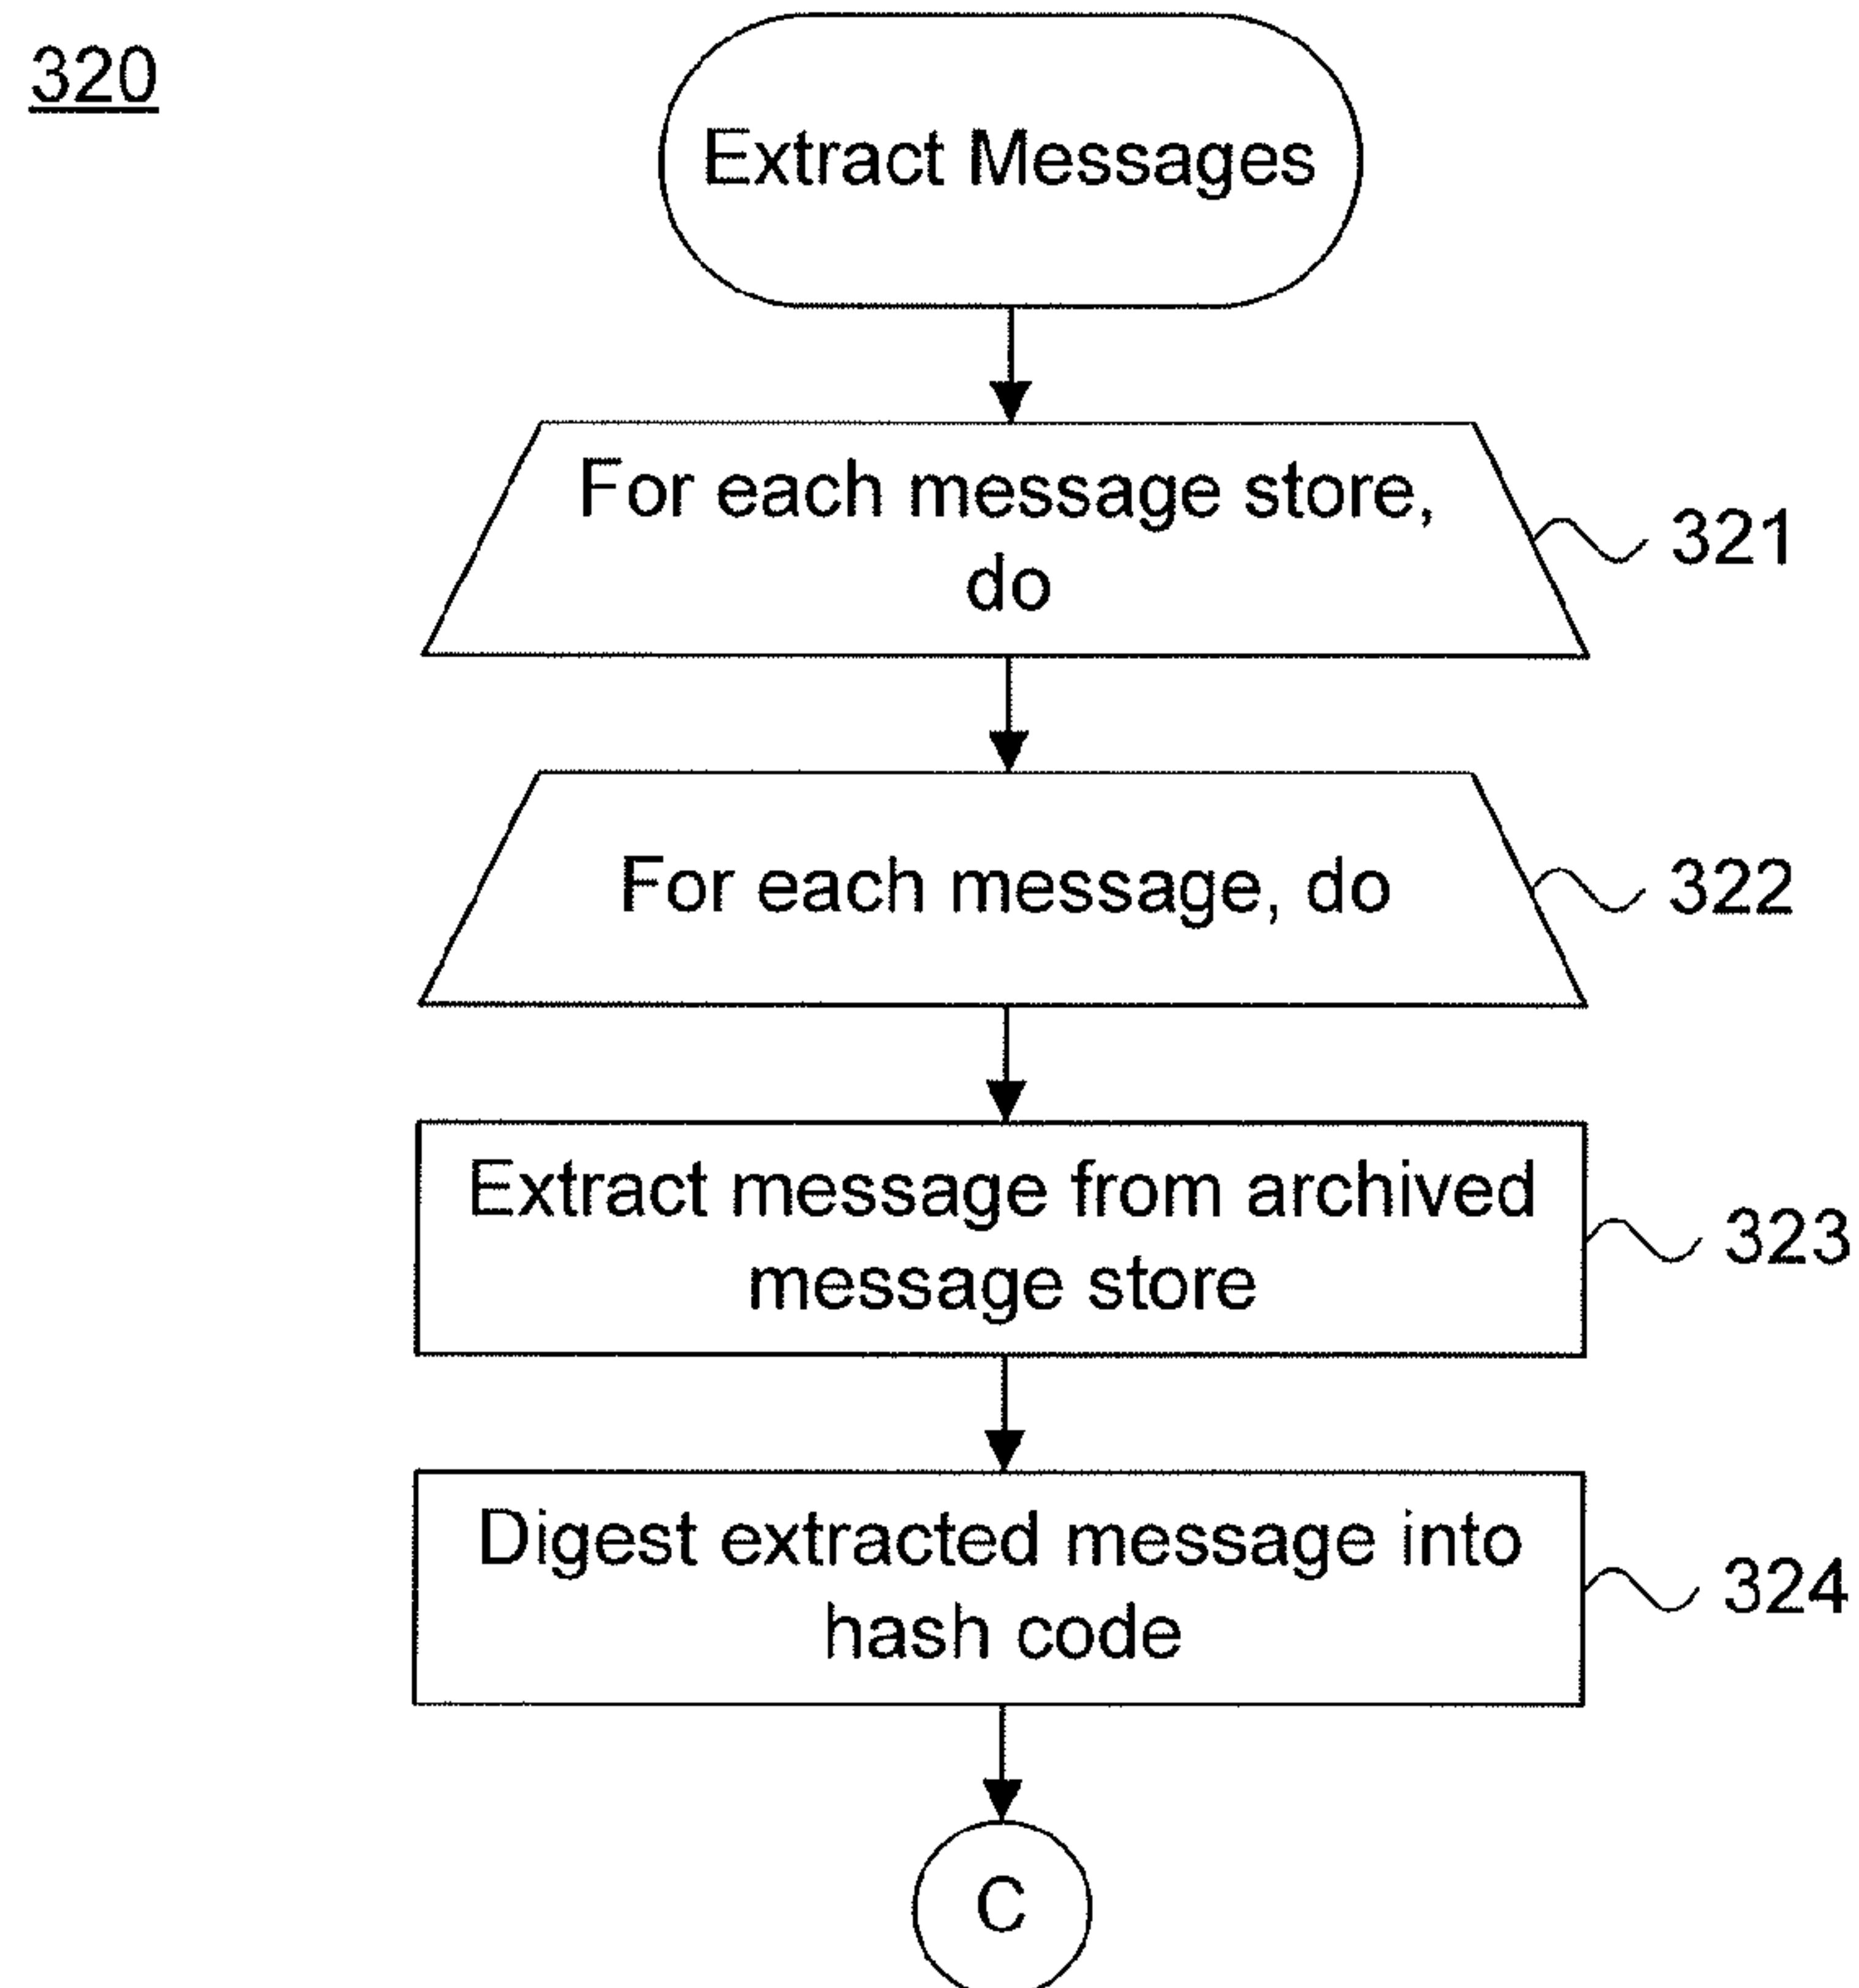 320
Extract Messages
For each message store,
do
321
For each message, do
322
Extract message from archived
message store
323
Digest extracted message into
hash code
324
C